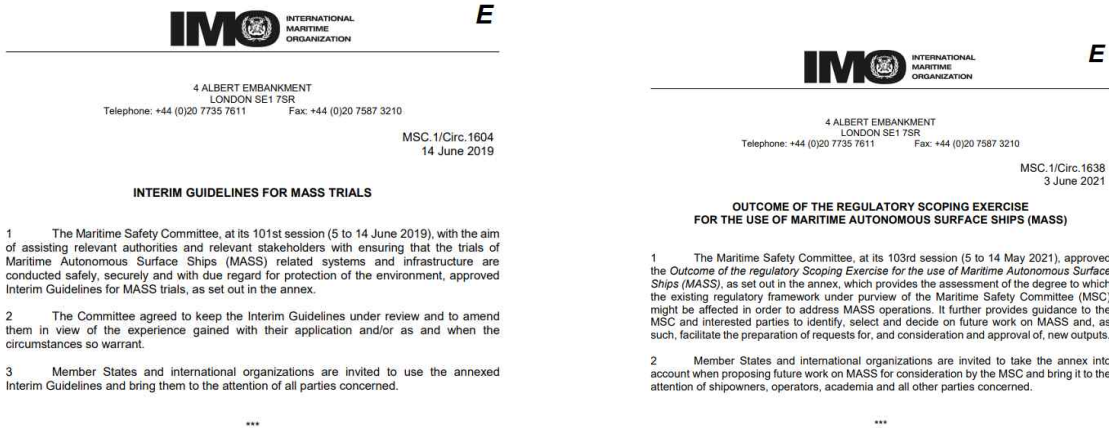 IMO INTERNATIONAL
MARITIME
ORGANIZATION
E
4 ALBERT EMBANKMENT
LONDON SE1 7SR
Telephone: +44 (0)20 7735 7611 Fax: +44 (0)20 7587 3210
MSC.1/Circ.1604
14 June 2019
INTERIM GUIDELINES FOR MASS TRIALS
1 The Maritime Safety Committee, at its 101st session (5 to 14 June 2019), with the aim
of assisting relevant authorities and relevant stakeholders with ensuring that the trials of
Maritime Autonomous Surface Ships (MASS) related systems and infrastructure are
conducted safely, securely and with due regard for protection of the environment, approved
Interim Guidelines for MASS trials, as set out in the annex.
2 The Committee agreed to keep the Interim Guidelines under review and to amend
them in view of the experience gained with their application and/or as and when the
circumstances so warrant.
3 Member States and international organizations are invited to use the annexed
Interim Guidelines and bring them to the attention of all parties concerned.
***
IMO INTERNATIONAL
MARITIME
ORGANIZATION
E
4 ALBERT EMBANKMENT
LONDON SE1 7SR
Telephone: +44 (0)20 7735 7611 Fax: +44 (0)20 7587 3210
MSC.1/Circ.1638
3 June 2021
OUTCOME OF THE REGULATORY SCOPING EXERCISE
FOR THE USE OF MARITIME AUTONOMOUS SURFACE SHIPS (MASS)
1 The Maritime Safety Committee, at its 103rd session (5 to 14 May 2021), approved
the Outcome of the regulatory Scoping Exercise for the use of Maritime Autonomous Surface
Ships (MASS), as set out in the annex, which provides the assessment of the degree to which
the existing regulatory framework under purview of the Maritime Safety Committee (MSC)
might be affected in order to address MASS operations. It further provides guidance to the
MSC and interested parties to identify, select and decide on future work on MASS and, as
such, facilitate the preparation of requests for, and consideration and approval of, new outputs.
2 Member States and international organizations are invited to take the annex into
account when proposing future work on MASS for consideration by the MSC and bring it to the
attention of shipowners, operators, academia and all other parties concerned.
***